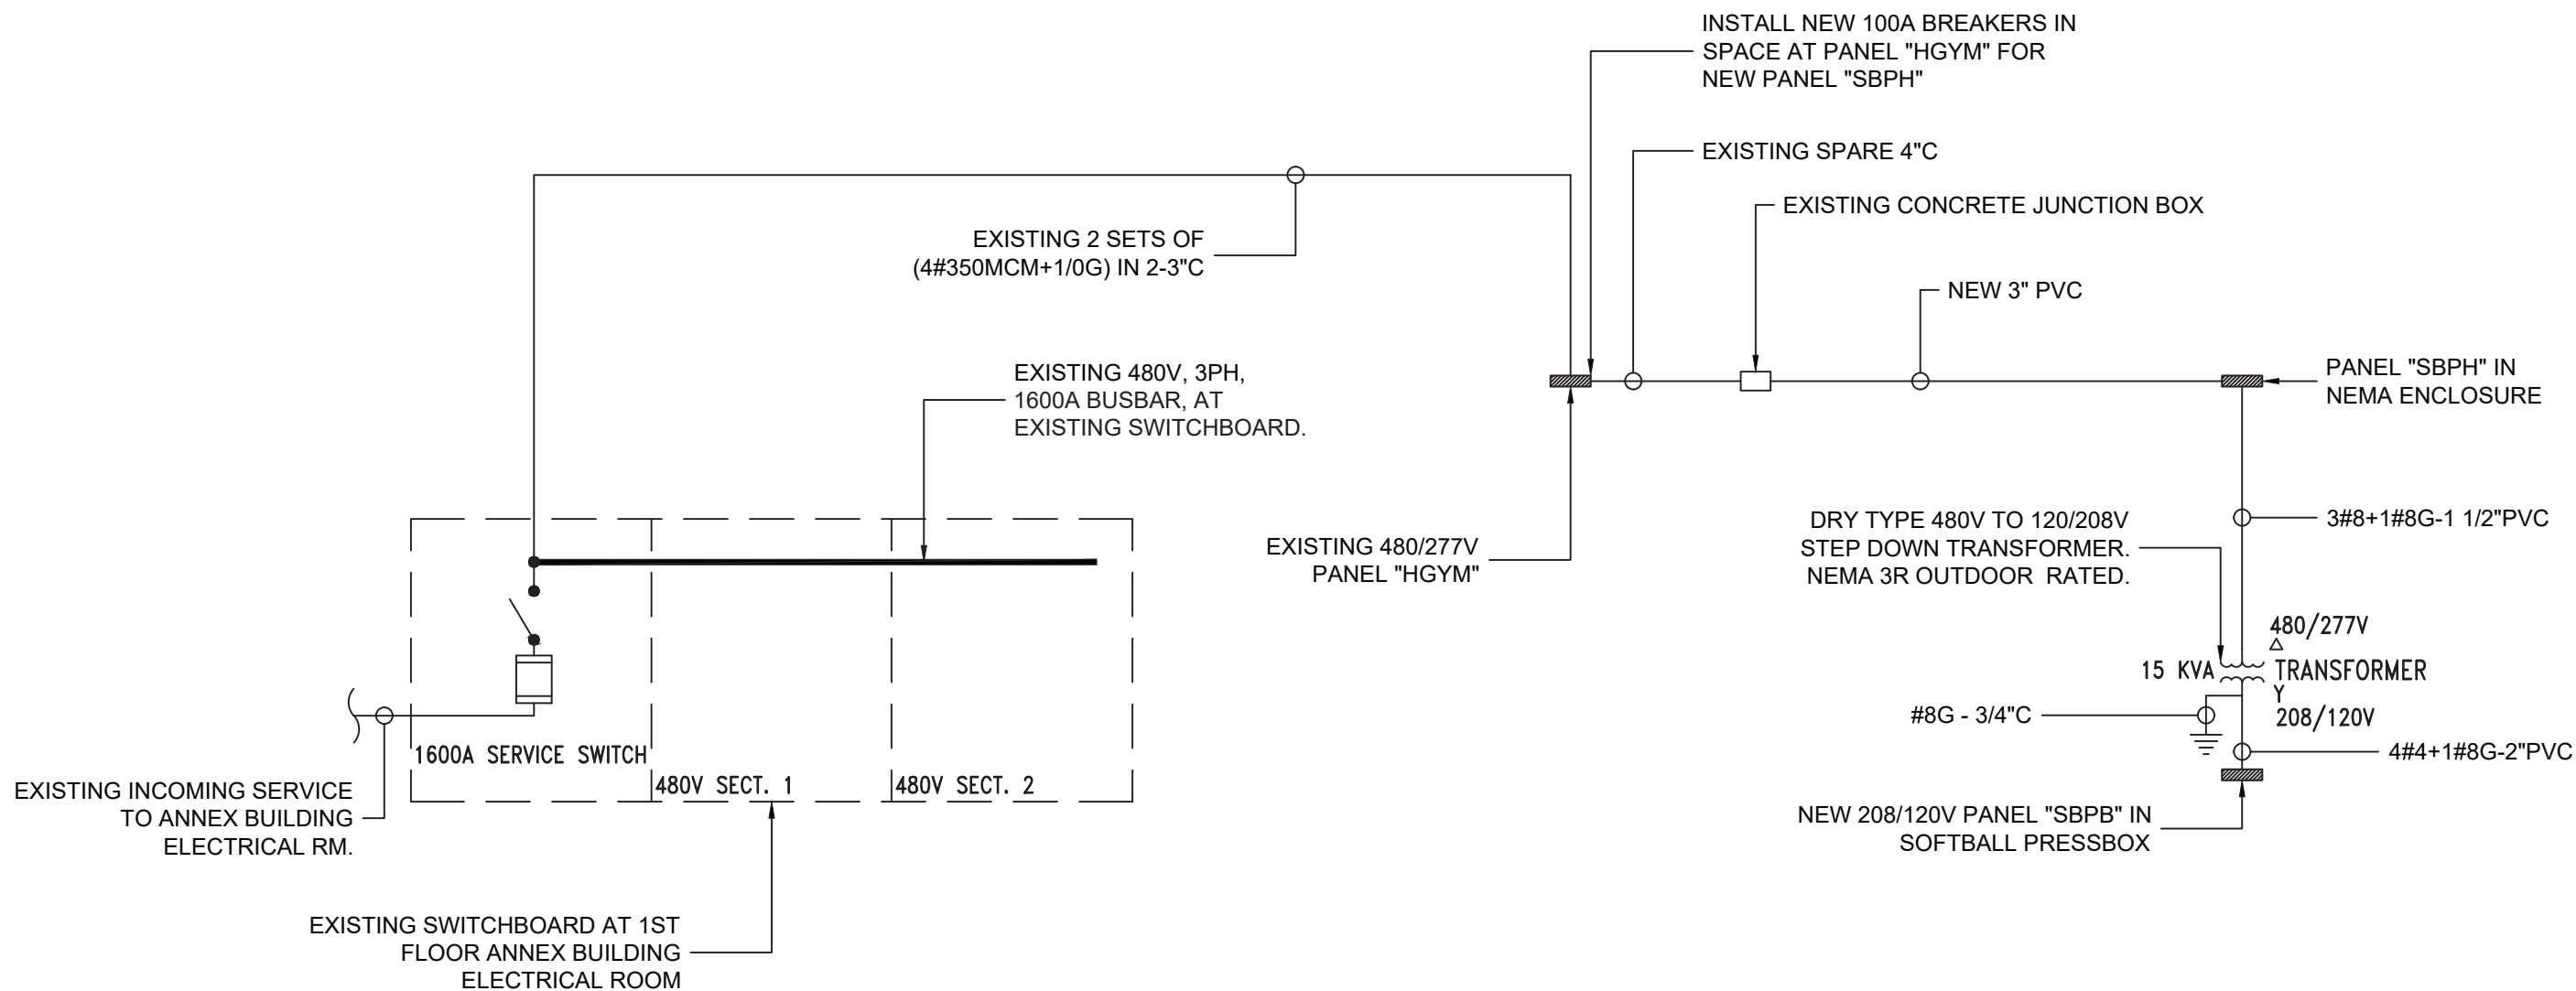 INSTALL NEW 100A BREAKERS IN
SPACE AT PANEL "HGYM" FOR
NEW PANEL "SBPH"
EXISTING SPARE 4"C
EXISTING CONCRETE JUNCTION BOX
EXISTING 2 SETS OF
(4#350MCM+1/0G) IN 2-3"C
NEW 3" PVC
EXISTING 480V, 3PH,
1600A BUSBAR, AT
EXISTING SWITCHBOARD.
PANEL "SBPH" IN
NEMA ENCLOSURE
EXISTING 480/277V
PANEL "HGYM"
DRY TYPE 480V TO 120/208V
STEP DOWN TRANSFORMER.
NEMA 3R OUTDOOR RATED.
3#8+1#8G-1 1/2"PVC
480/277V
△
15 KVA
TRANSFORMER
Y
208/120V
#8G - 3/4"C
4#4+1#8G-2"PVC
1600A SERVICE SWITCH
480V SECT. 1
480V SECT. 2
EXISTING INCOMING SERVICE
TO ANNEX BUILDING
ELECTRICAL RM.
NEW 208/120V PANEL "SBPB" IN
SOFTBALL PRESSBOX
EXISTING SWITCHBOARD AT 1ST
FLOOR ANNEX BUILDING
ELECTRICAL ROOM